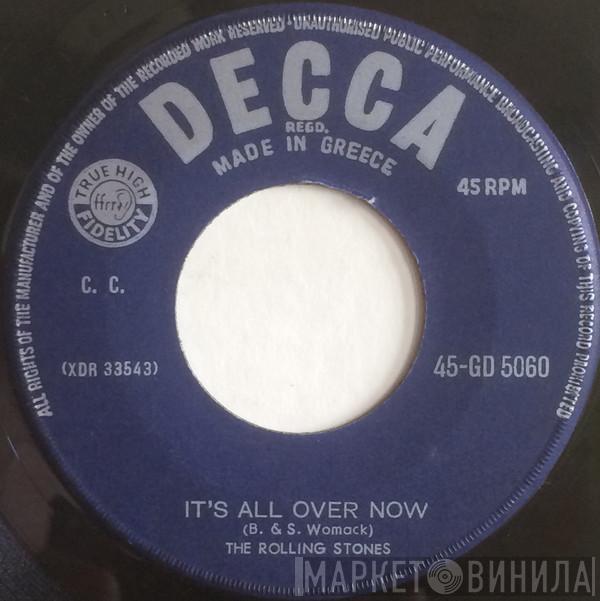 ALL RIGHTS OF THE MANUFACTURER AND OF THE OWNER OF THE RECORDED WORK RESERVED · UNAUTHORISED PUBLIC PERFORMANCE BROADCASTING AND COPYING OF THIS RECORD PROHIBITED
DECCA
REGD.
MADE IN GREECE
TRUE HIGH
ffrr
FIDELITY
45 RPM
C. C.
(XDR 33543)
45-GD 5060
IT'S ALL OVER NOW
(B. & S. Womack)
THE ROLLING STONES
МАРКЕТ ВИНИЛА